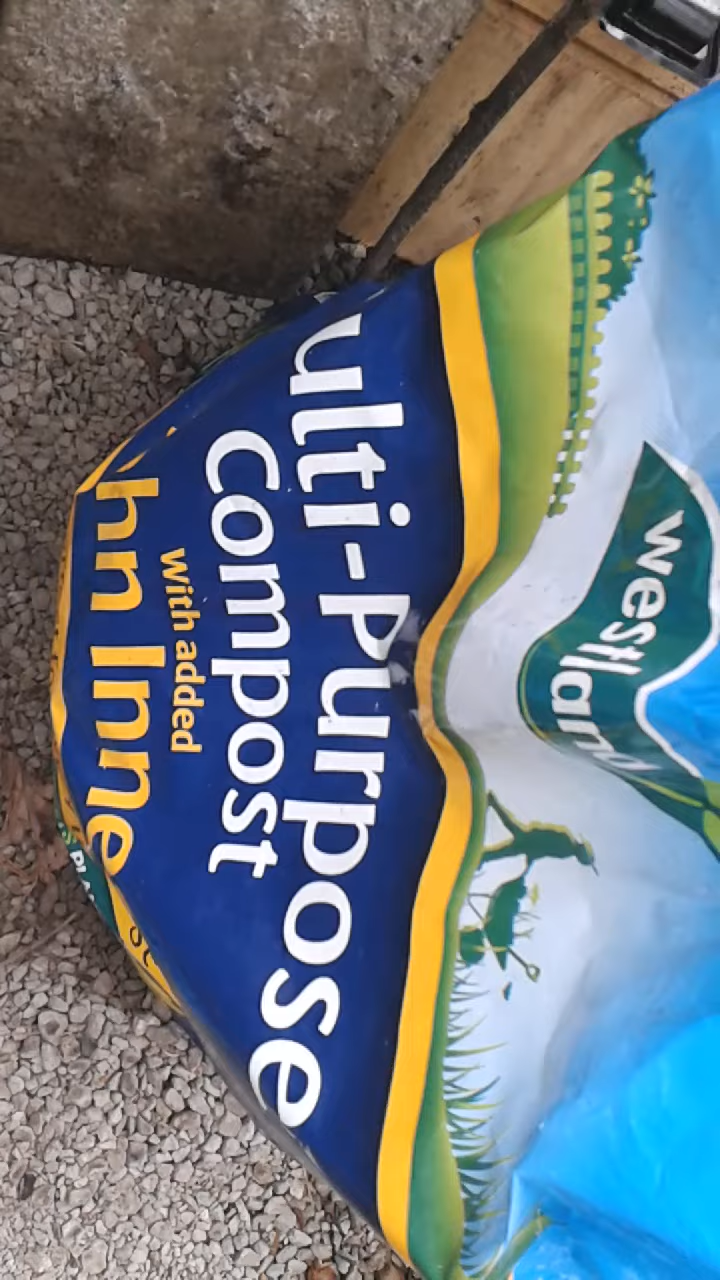 westland
ulti-Purpose
compost
With added
hn Inne